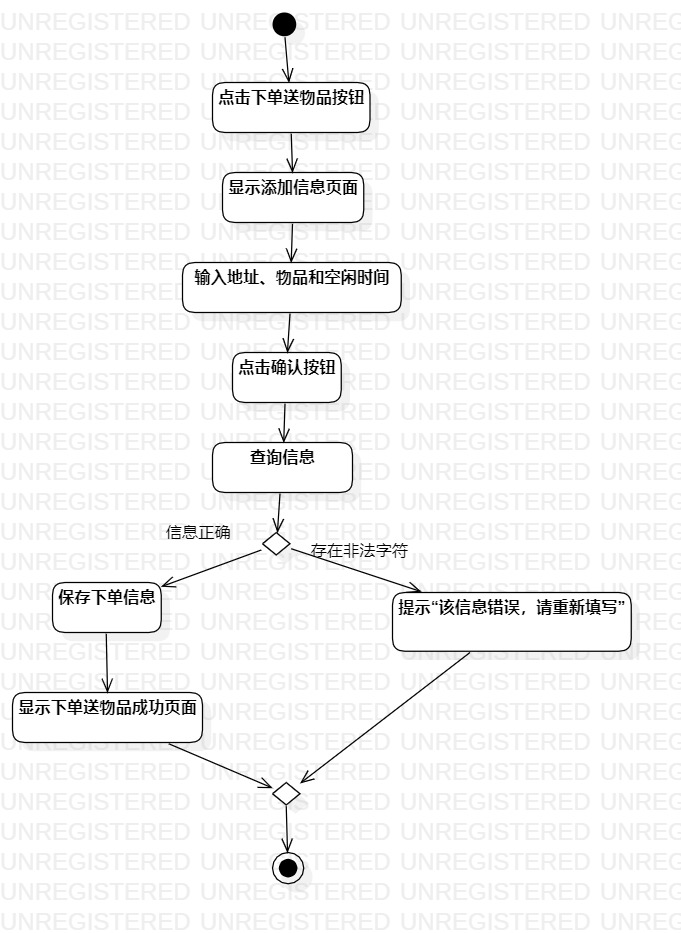 点击下单送物品按钮
显示添加信息页面
输入地址、物品和空闲时间
点击确认按钮
查询信息
信息正确
存在非法字符
保存下单信息
提示“该信息错误，请重新填写”
显示下单送物品成功页面
UNREGISTERED